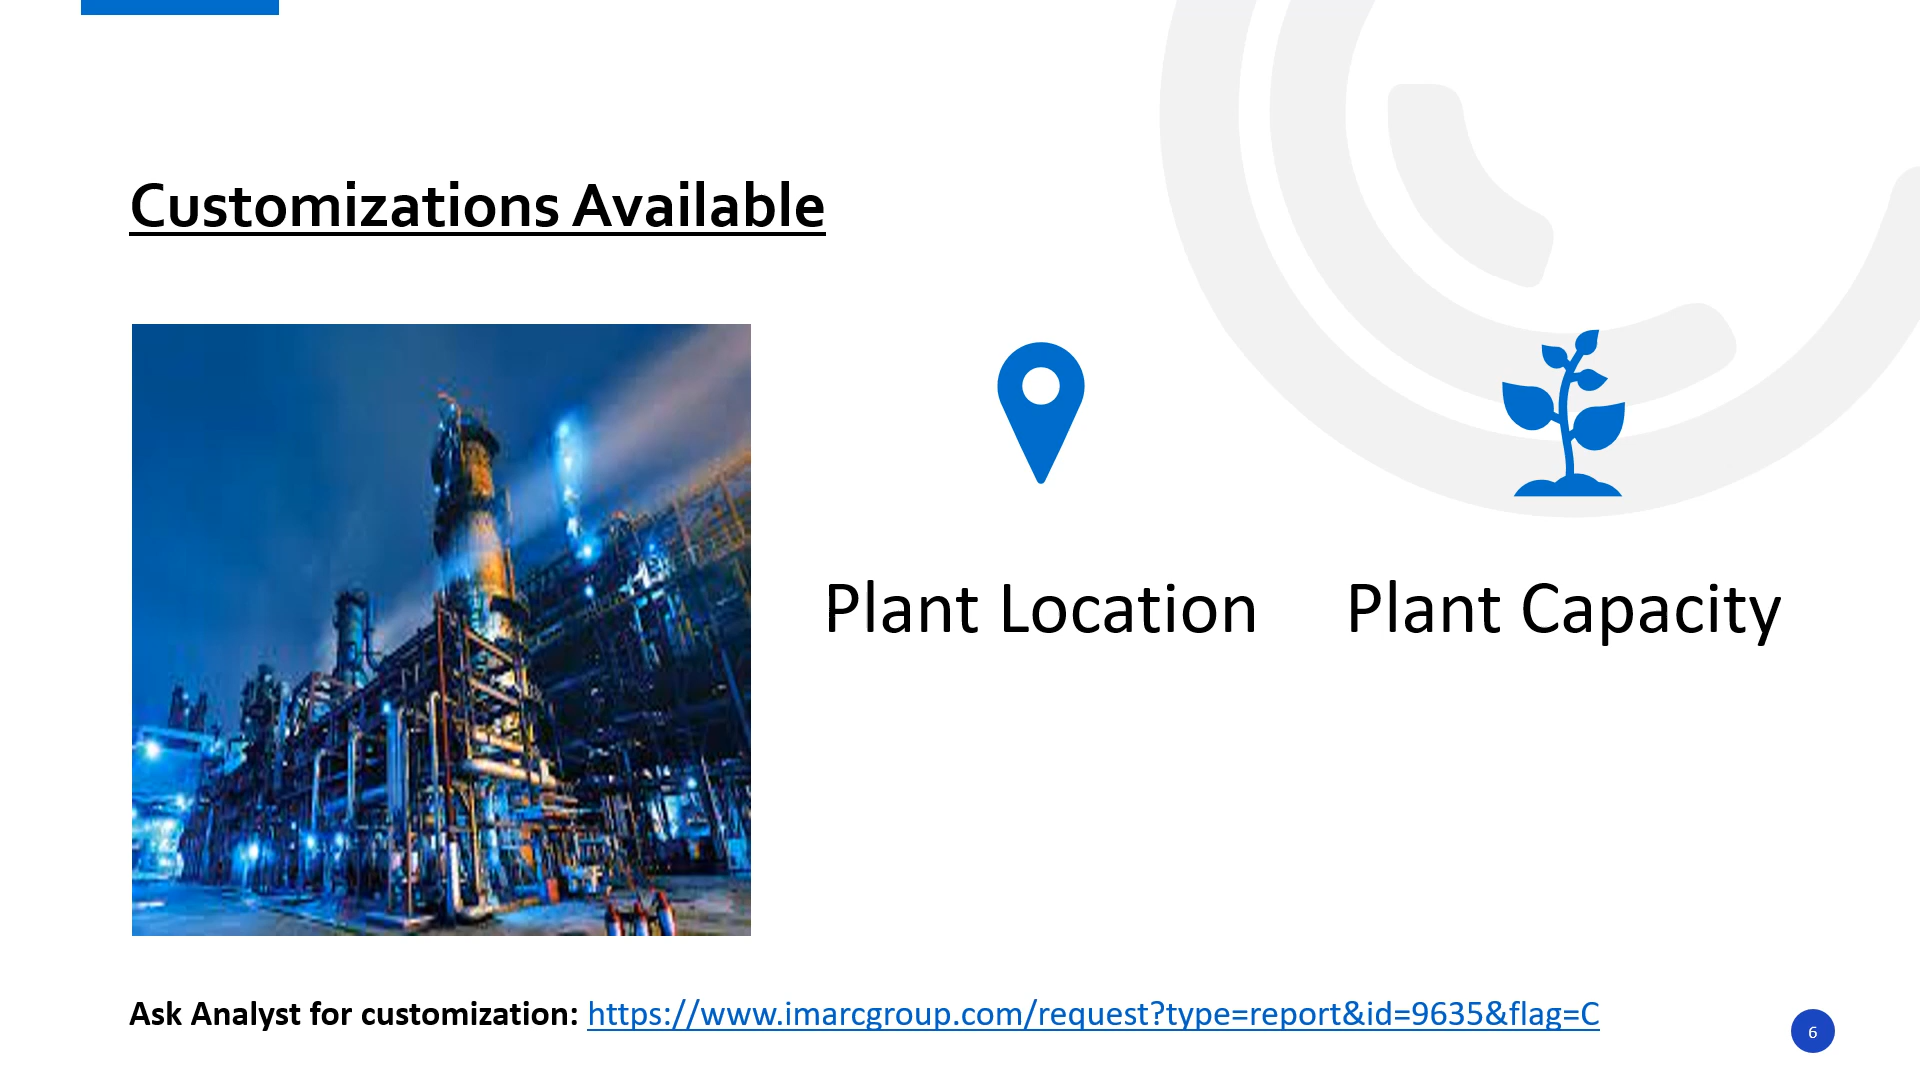 Customizations Available
Plant Location
Plant Capacity
Ask Analyst for customization: https://www.imarcgroup.com/request?type=report&id=9635&flag=C
6